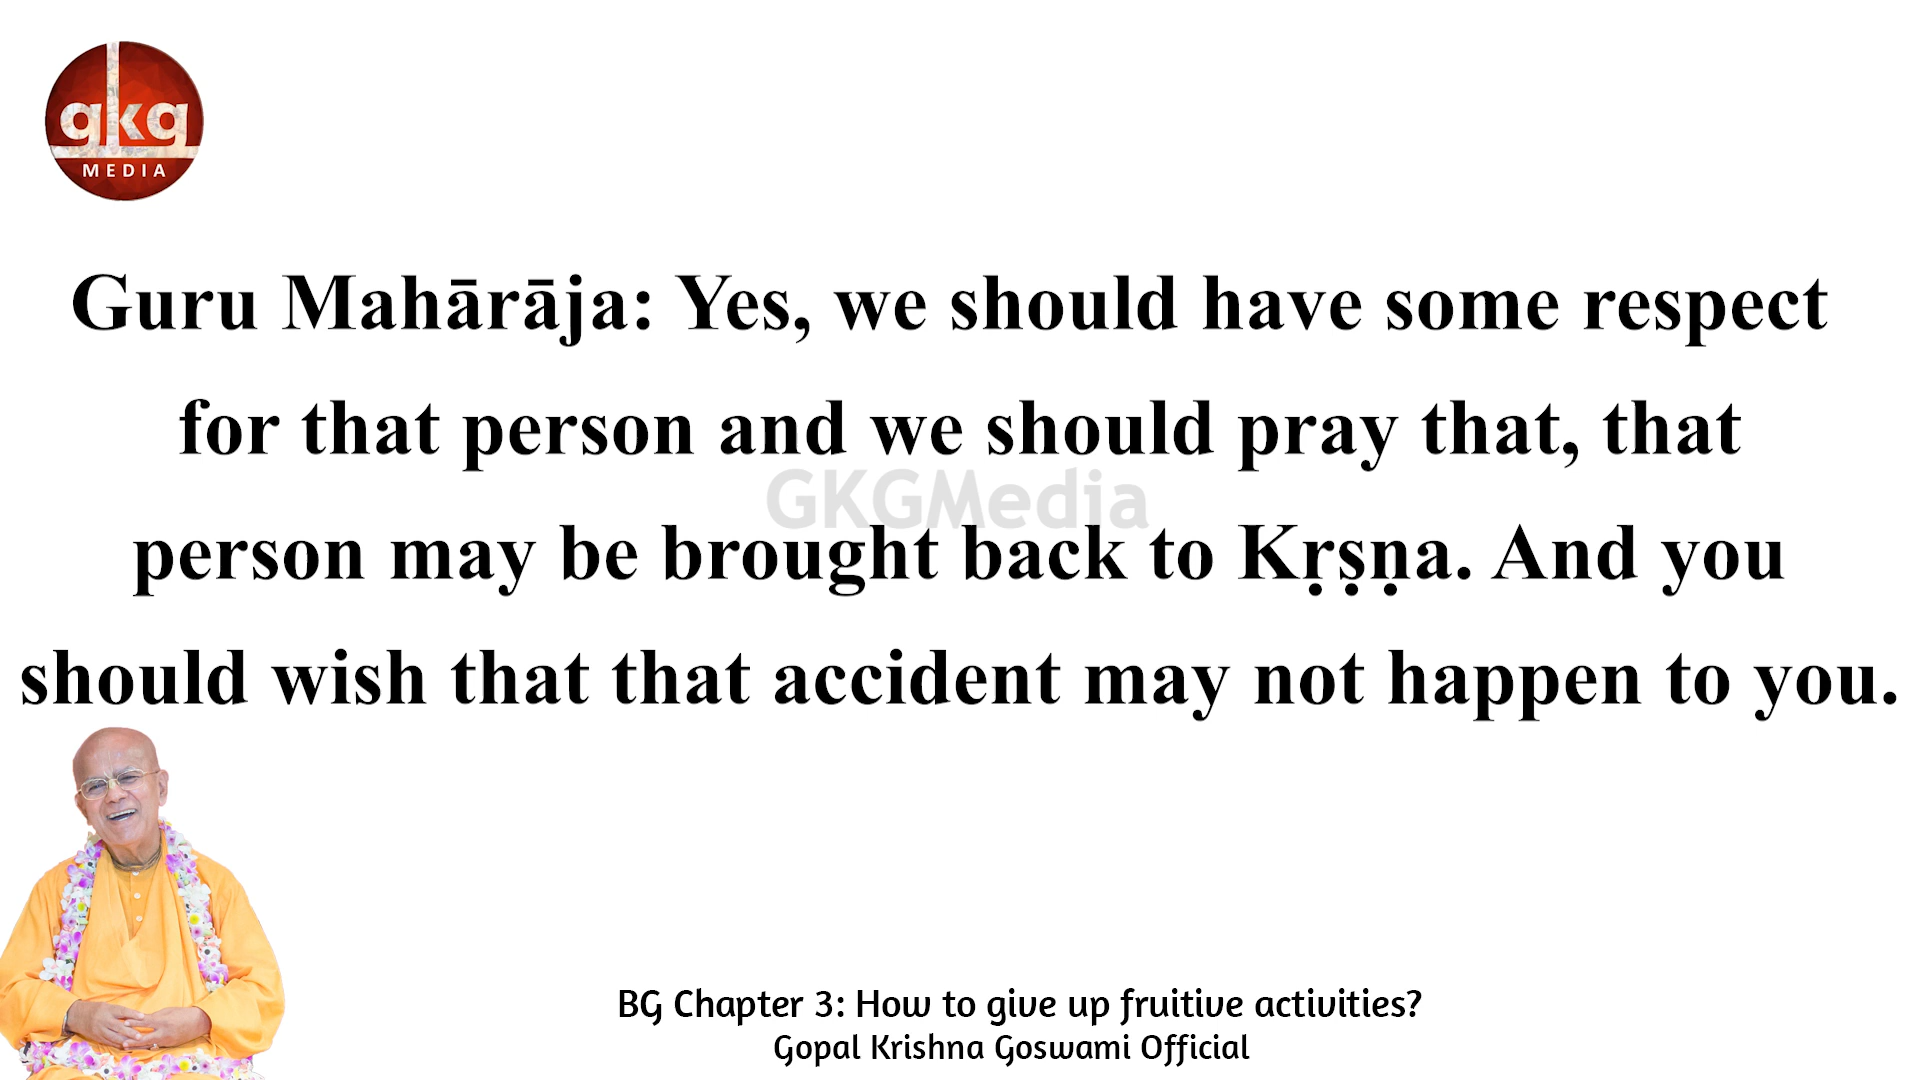 gkg
MEDIA
Guru Mahārāja: Yes, we should have some respect
for that person and we should pray that, that
GKGMedia
person may be brought back to Kṛṣṇa. And you
should wish that that accident may not happen to you.
BG Chapter 3: How to give up fruitive activities?
Gopal Krishna Goswami Official